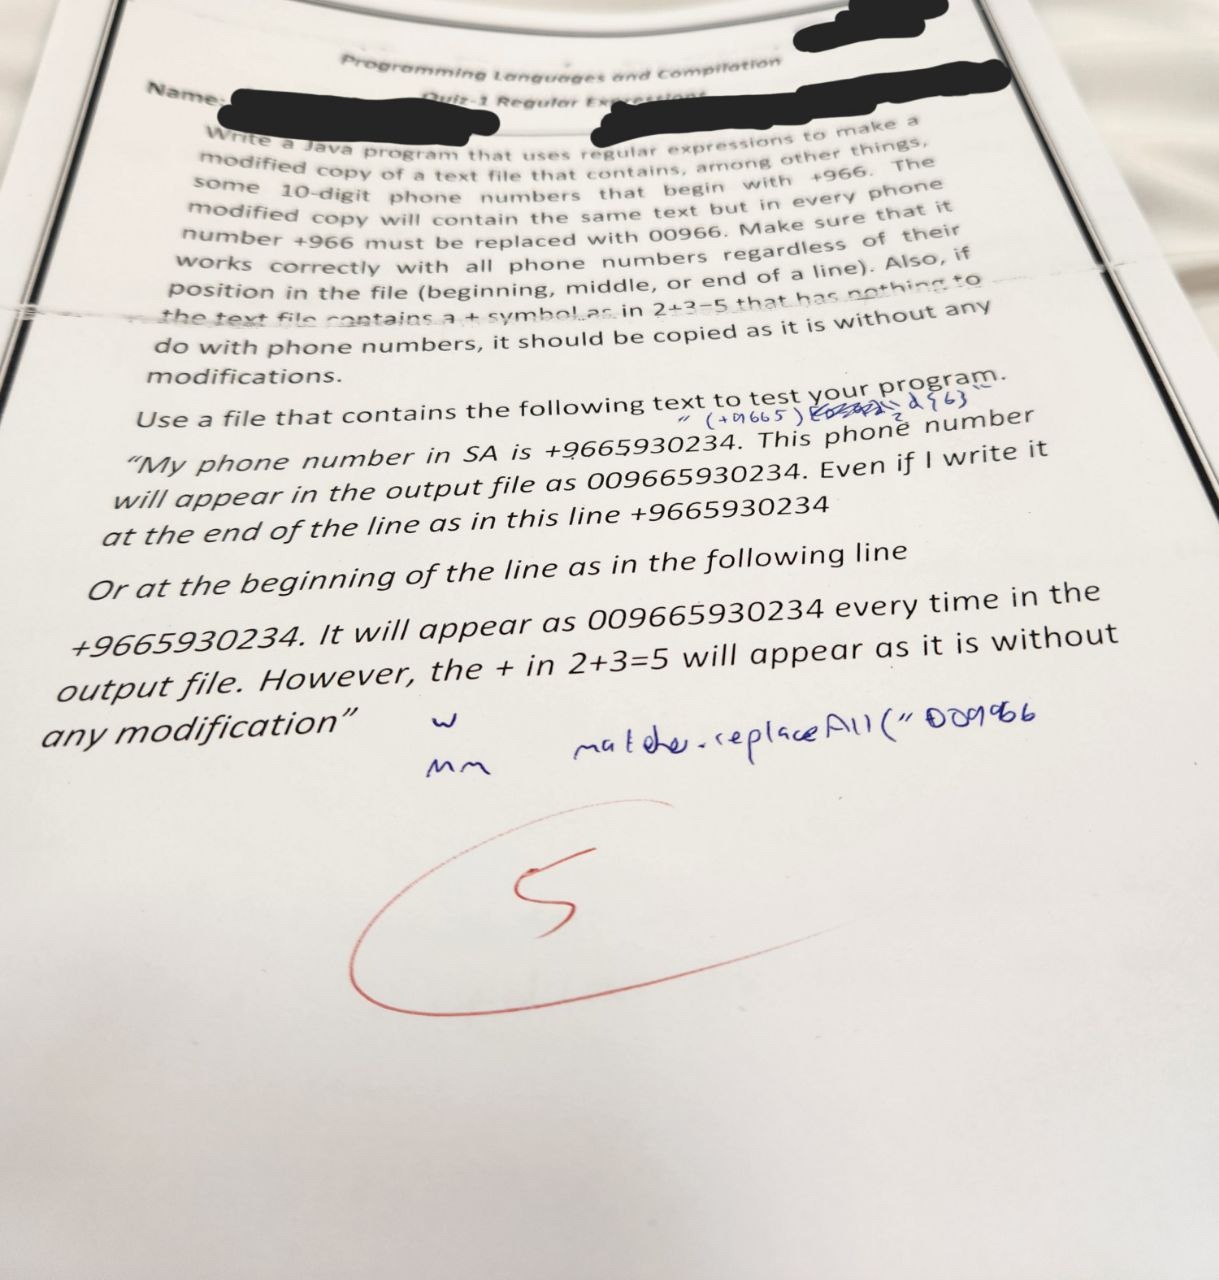 Programming Languages and Compilation
Quiz-1 Regular Expressions
Name:
Write a Java program that uses regular expressions to make a
modified copy of a text file that contains, among other things,
some 10-digit phone numbers that begin with +966. The
modified copy will contain the same text but in every phone
number +966 must be replaced with 00966. Make sure that it
works correctly with all phone numbers regardless of their
position in the file (beginning, middle, or end of a line). Also, if
the text file contains a + symbol as in 2+3=5 that has nothing to
do with phone numbers, it should be copied as it is without any
modifications.
Use a file that contains the following text to test your program.
" (+9665) \\d{6}"
“My phone number in SA is +9665930234. This phone number
will appear in the output file as 009665930234. Even if I write it
at the end of the line as in this line +9665930234
Or at the beginning of the line as in the following line
+9665930234. It will appear as 009665930234 every time in the
output file. However, the + in 2+3=5 will appear as it is without
any modification”
w
matcher.replaceAll("009966
5